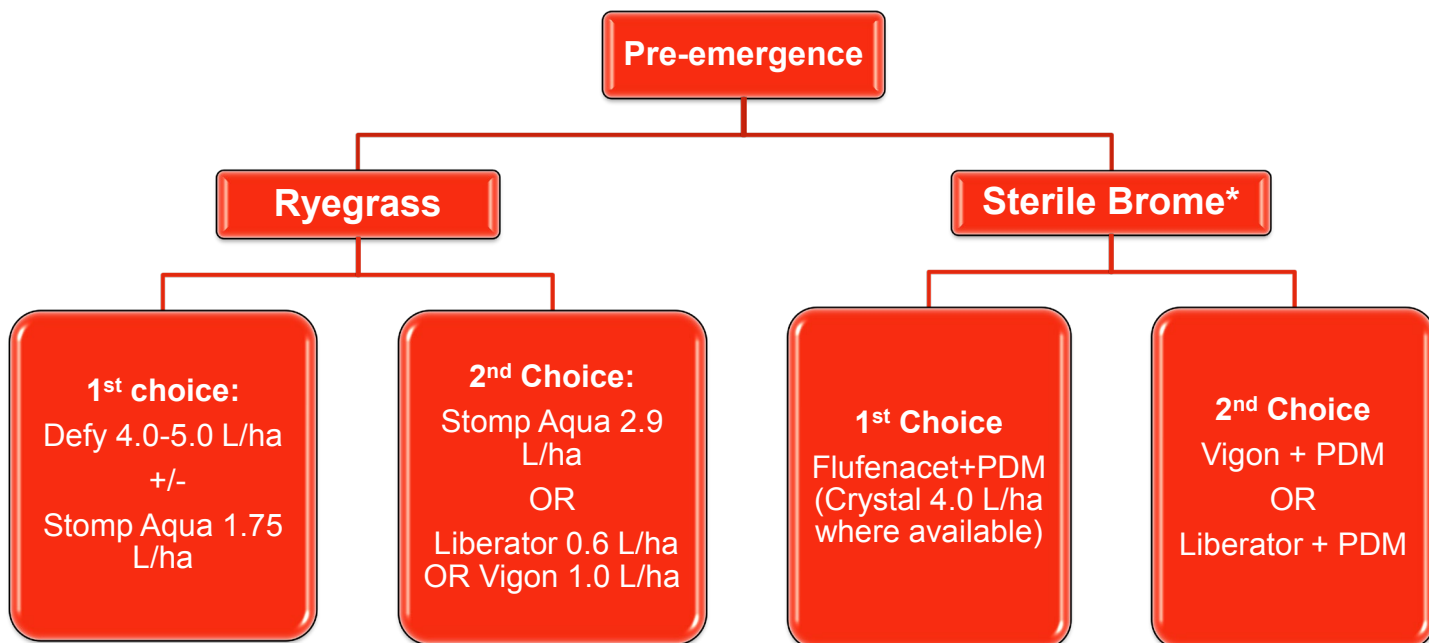 Pre-emergence
Ryegrass
Sterile Brome*
1st choice:
Defy 4.0-5.0 L/ha
+/-
Stomp Aqua 1.75
L/ha
2nd Choice:
Stomp Aqua 2.9
L/ha
OR
Liberator 0.6 L/ha
OR Vigon 1.0 L/ha
1st Choice
Flufenacet+PDM
(Crystal 4.0 L/ha
where available)
2nd Choice
Vigon + PDM
OR
Liberator + PDM